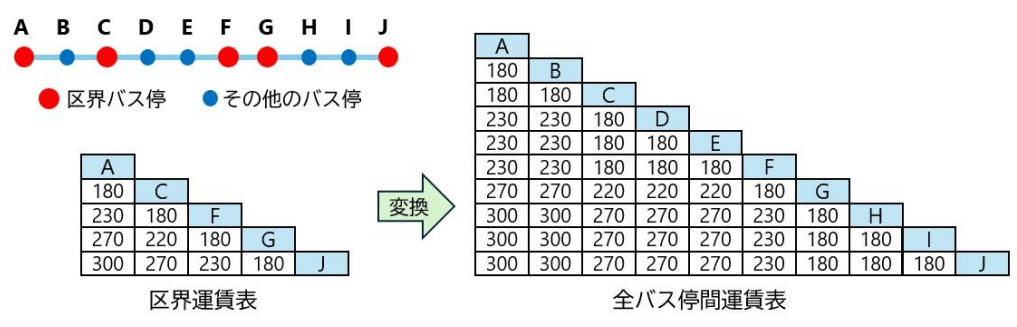 A B C D E F G H I J
区界バス停 その他のバス停
A
180 C
230 180 F
270 220 180 G
300 270 230 180 J
区界運賃表
変換
A
180 B
180 180 C
230 230 180 D
230 230 180 180 E
230 230 180 180 180 F
270 270 220 220 220 180 G
300 300 270 270 270 230 180 H
300 300 270 270 270 230 180 180 I
300 300 270 270 270 230 180 180 180 J
全バス停間運賃表